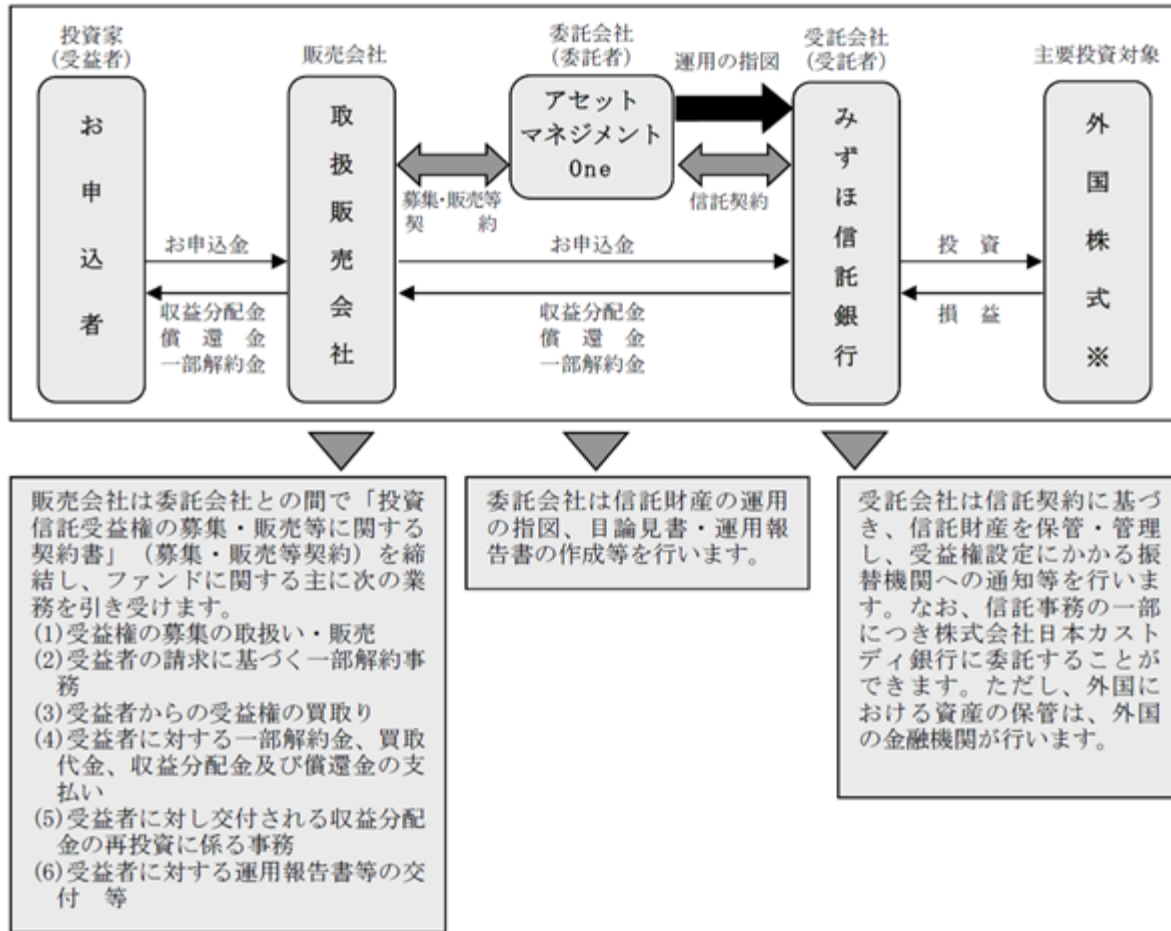 投資家
(受益者)
販売会社
委託会社
(委託者)
運用の指図
受託会社
(受託者)
主要投資対象
お申込者
取扱販売会社
アセット
マネジメント
One
みずほ信託銀行
外国株式※
募集・販売等
契 約
信託契約
お申込金
収益分配金
償 還 金
一部解約金
お申込金
収益分配金
償 還 金
一部解約金
投 資
損 益
販売会社は委託会社との間で「投資
信託受益権の募集・販売等に関する
契約書」(募集・販売等契約)を締
結し、ファンドに関する主に次の業
務を引き受けます。
(1)受益権の募集の取扱い・販売
(2)受益者の請求に基づく一部解約事
務
(3)受益者からの受益権の買取り
(4)受益者に対する一部解約金、買取
代金、収益分配金及び償還金の支
払い
(5)受益者に対し交付される収益分配
金の再投資に係る事務
(6)受益者に対する運用報告書等の交
付 等
委託会社は信託財産の運用
の指図、目論見書・運用報
告書の作成等を行います。
受託会社は信託契約に基づ
き、信託財産を保管・管理
し、受益権設定にかかる振
替機関への通知等を行いま
す。なお、信託事務の一部
につき株式会社日本カスト
ディ銀行に委託することが
できます。ただし、外国に
おける資産の保管は、外国
の金融機関が行います。